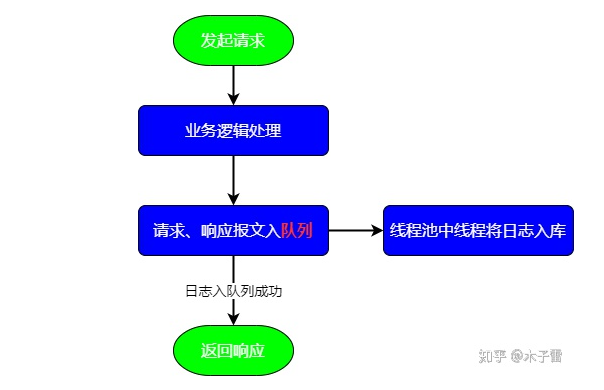 发起请求
业务逻辑处理
请求、响应报文入队列
线程池中线程将日志入库
日志入队列成功
返回响应
知乎 @木子雷